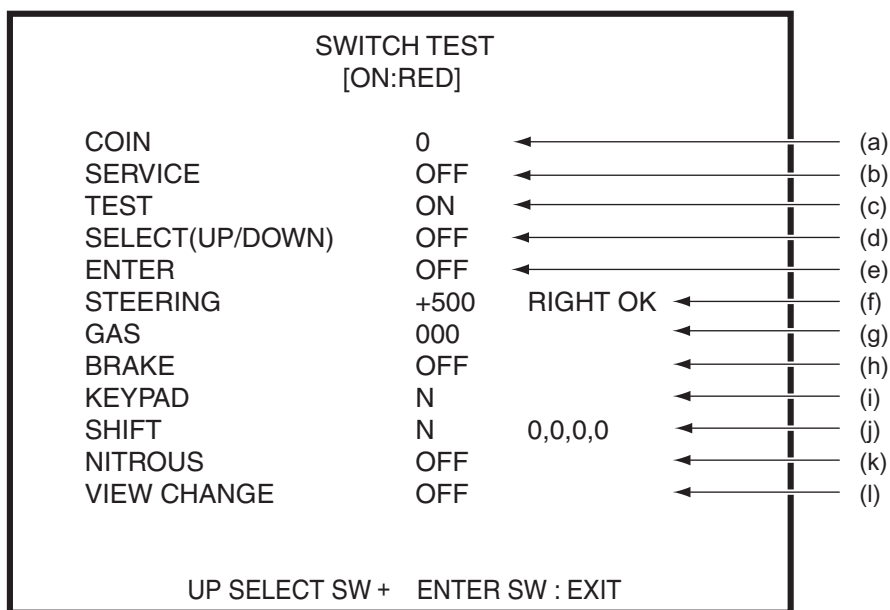 SWITCH TEST
[ON:RED]
COIN 0 (a)
SERVICE OFF (b)
TEST ON (c)
SELECT(UP/DOWN) OFF (d)
ENTER OFF (e)
STEERING +500 RIGHT OK (f)
GAS 000 (g)
BRAKE OFF (h)
KEYPAD N (i)
SHIFT N 0,0,0,0 (j)
NITROUS OFF (k)
VIEW CHANGE OFF (l)
UP SELECT SW + ENTER SW : EXIT